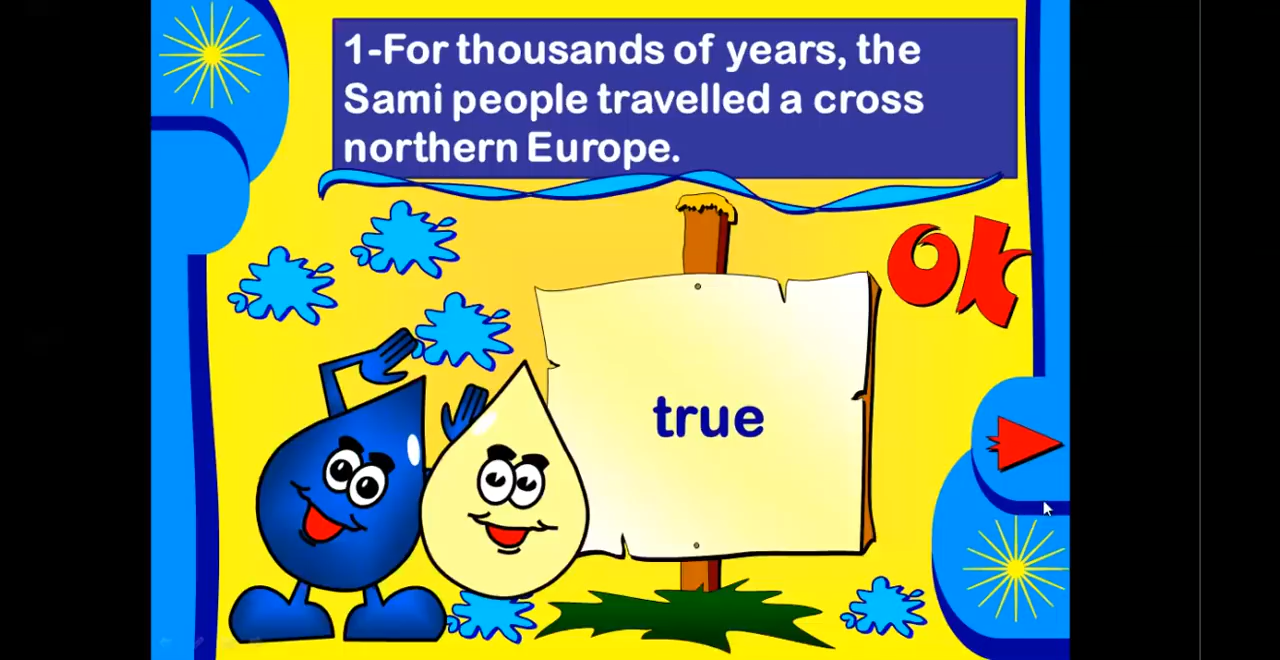 1-For thousands of years, the
Sami people travelled a cross
northern Europe.
ok
true